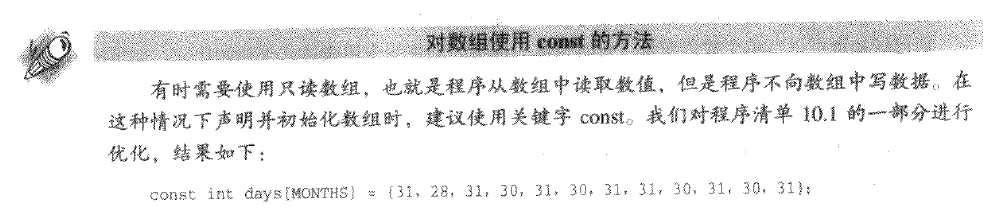 对数组使用 const 的方法
有时需要使用只读数组，也就是程序从数组中读取数值，但是程序不向数组中写数据。在
这种情况下声明并初始化数组时，建议使用关键字 const。我们对程序清单 10.1 的一部分进行
优化，结果如下：
const int days[MONTHS] = {31, 28, 31, 30, 31, 30, 31, 31, 30, 31, 30, 31};